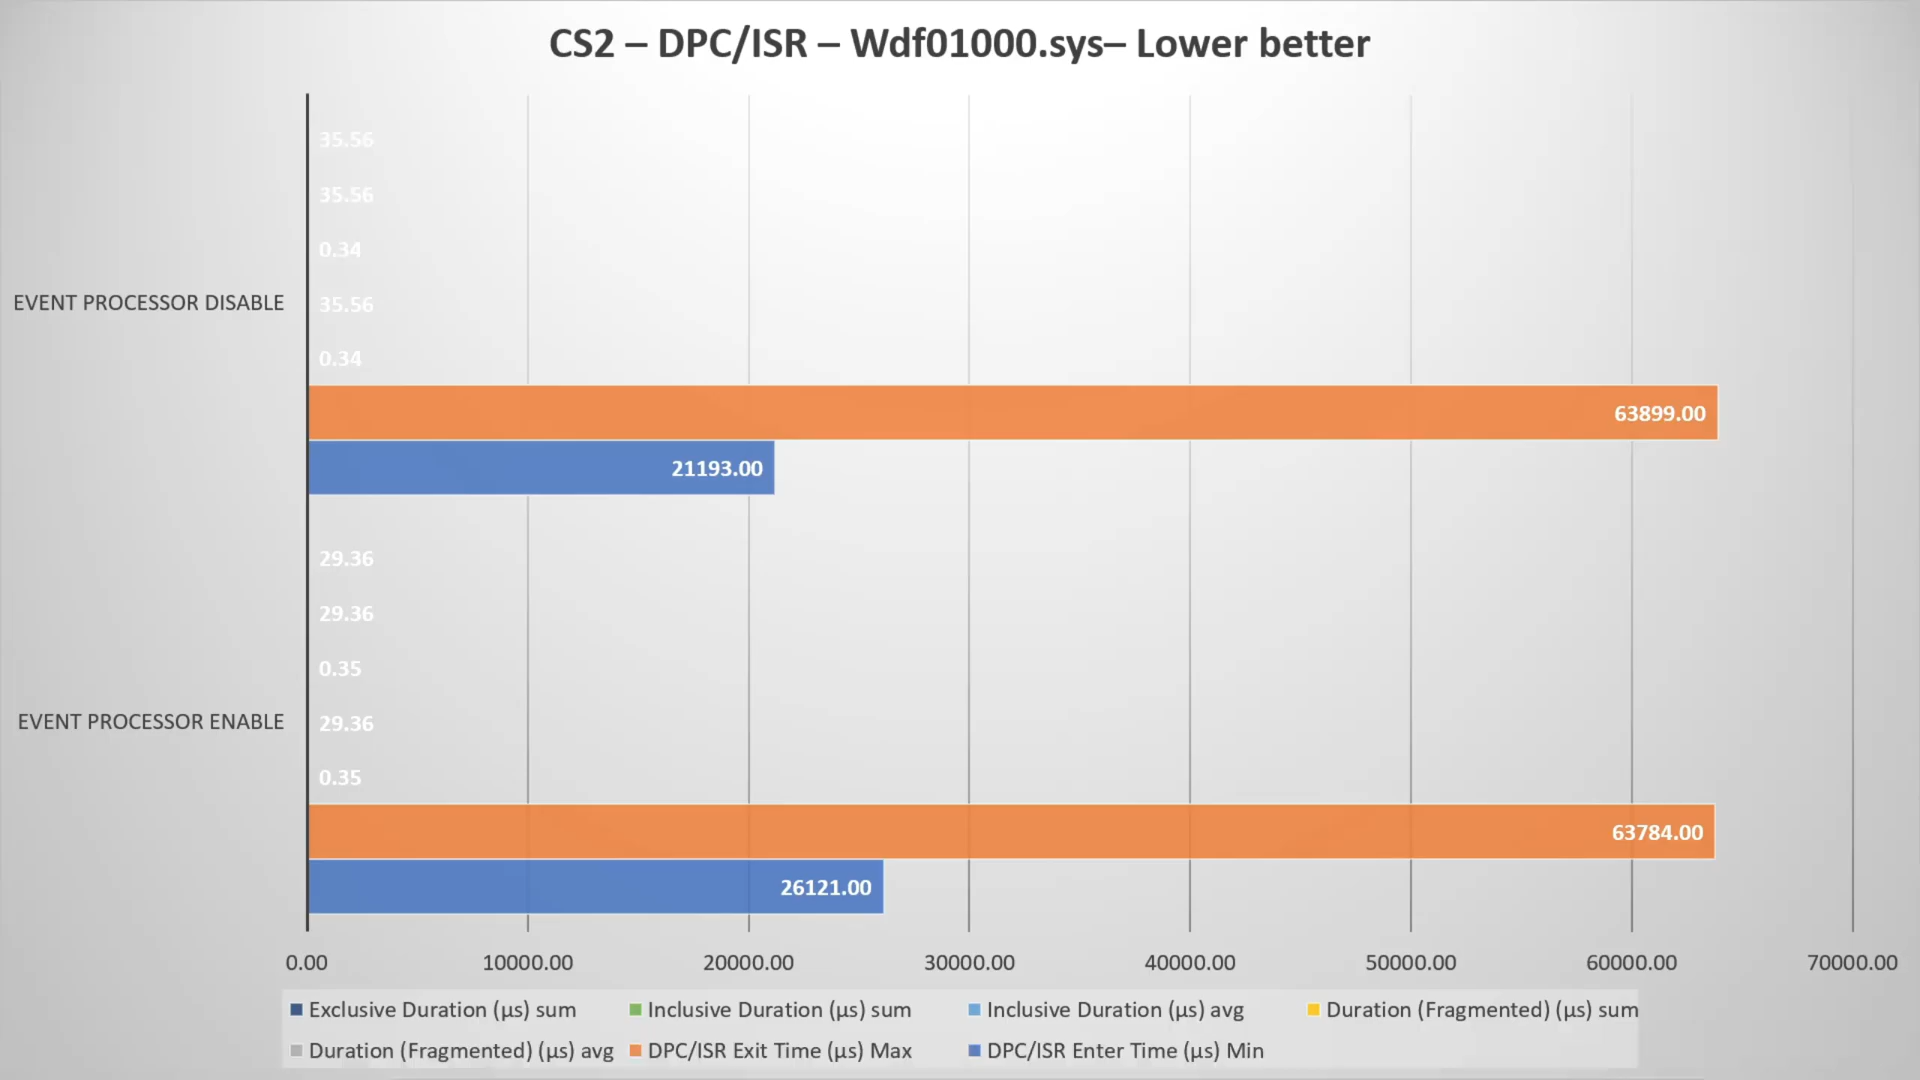 CS2 – DPC/ISR – Wdf01000.sys– Lower better
35.56
35.56
0.34
EVENT PROCESSOR DISABLE 35.56
0.34
63899.00
21193.00
29.36
29.36
0.35
EVENT PROCESSOR ENABLE 29.36
0.35
63784.00
26121.00
0.00 10000.00 20000.00 30000.00 40000.00 50000.00 60000.00 70000.00
Exclusive Duration (µs) sum Inclusive Duration (µs) sum Inclusive Duration (µs) avg Duration (Fragmented) (µs) sum
Duration (Fragmented) (µs) avg DPC/ISR Exit Time (µs) Max DPC/ISR Enter Time (µs) Min